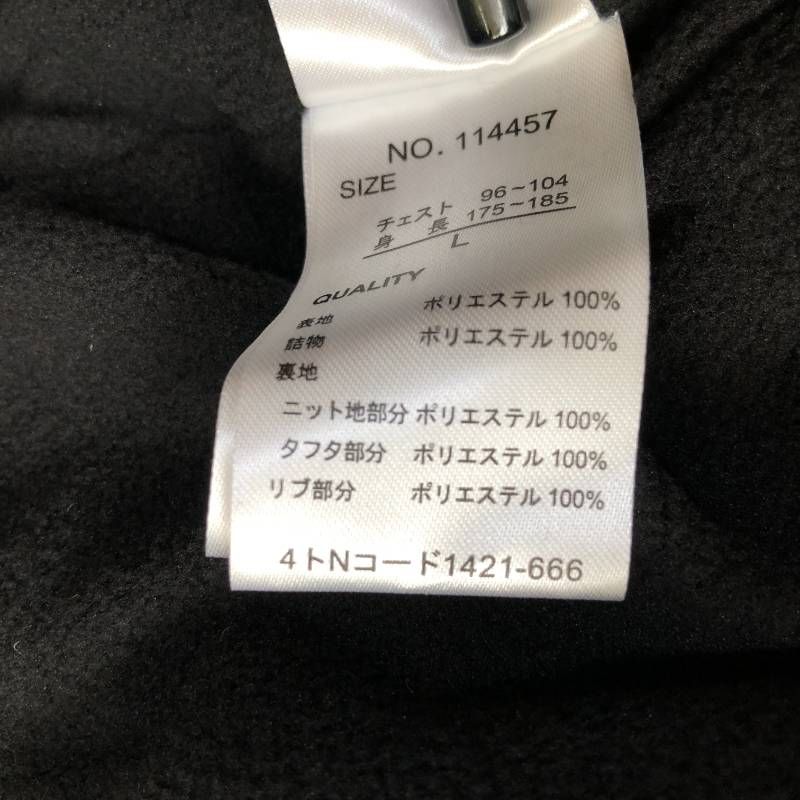 NO. 114457
SIZE
チェスト 96~104
身 長 175~185
L
QUALITY
表地 ポリエステル 100%
詰物 ポリエステル 100%
裏地
ニット地部分 ポリエステル 100%
タフタ部分 ポリエステル 100%
リブ部分 ポリエステル 100%
4トNコード1421-666